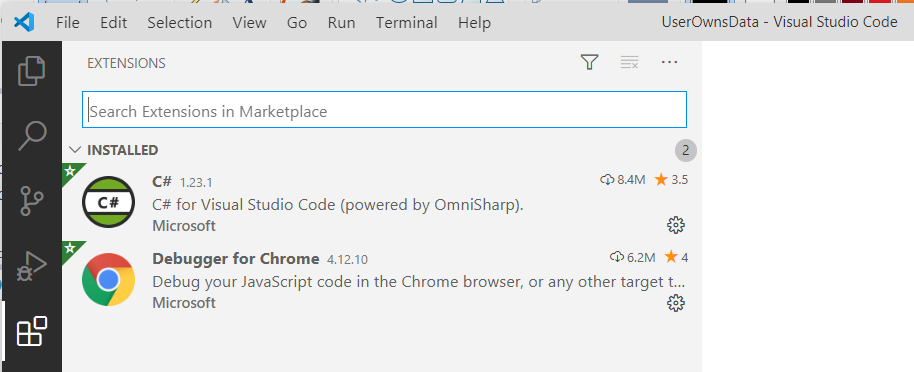 File Edit Selection View Go Run Terminal Help UserOwnsData - Visual Studio Code
EXTENSIONS
Search Extensions in Marketplace
INSTALLED 2
C# 1.23.1 8.4M 3.5
C#
C# for Visual Studio Code (powered by OmniSharp).
Microsoft
Debugger for Chrome 4.12.10 6.2M 4
Debug your JavaScript code in the Chrome browser, or any other target t...
Microsoft